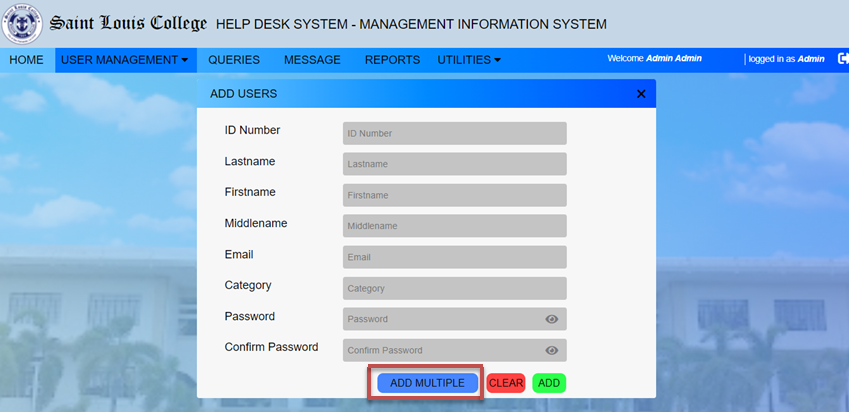 Saint Louis College HELP DESK SYSTEM - MANAGEMENT INFORMATION SYSTEM
HOME USER MANAGEMENT QUERIES MESSAGE REPORTS UTILITIES Welcome Admin Admin logged in as Admin
ADD USERS
ID Number ID Number
Lastname Lastname
Firstname Firstname
Middlename Middlename
Email Email
Category Category
Password Password
Confirm Password Confirm Password
ADD MULTIPLE CLEAR ADD